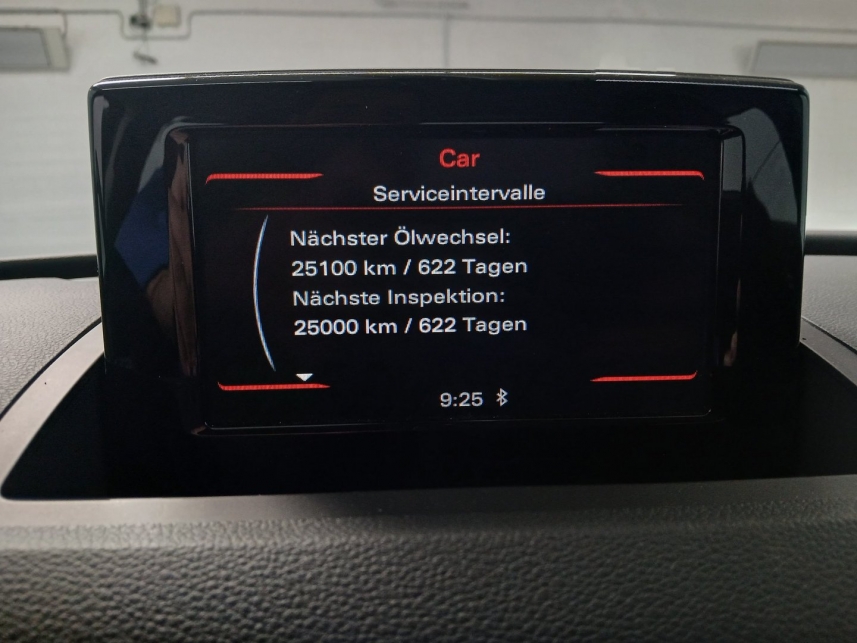 Car
Serviceintervalle
Nächster Ölwechsel:
25100 km / 622 Tagen
Nächste Inspektion:
25000 km / 622 Tagen
9:25